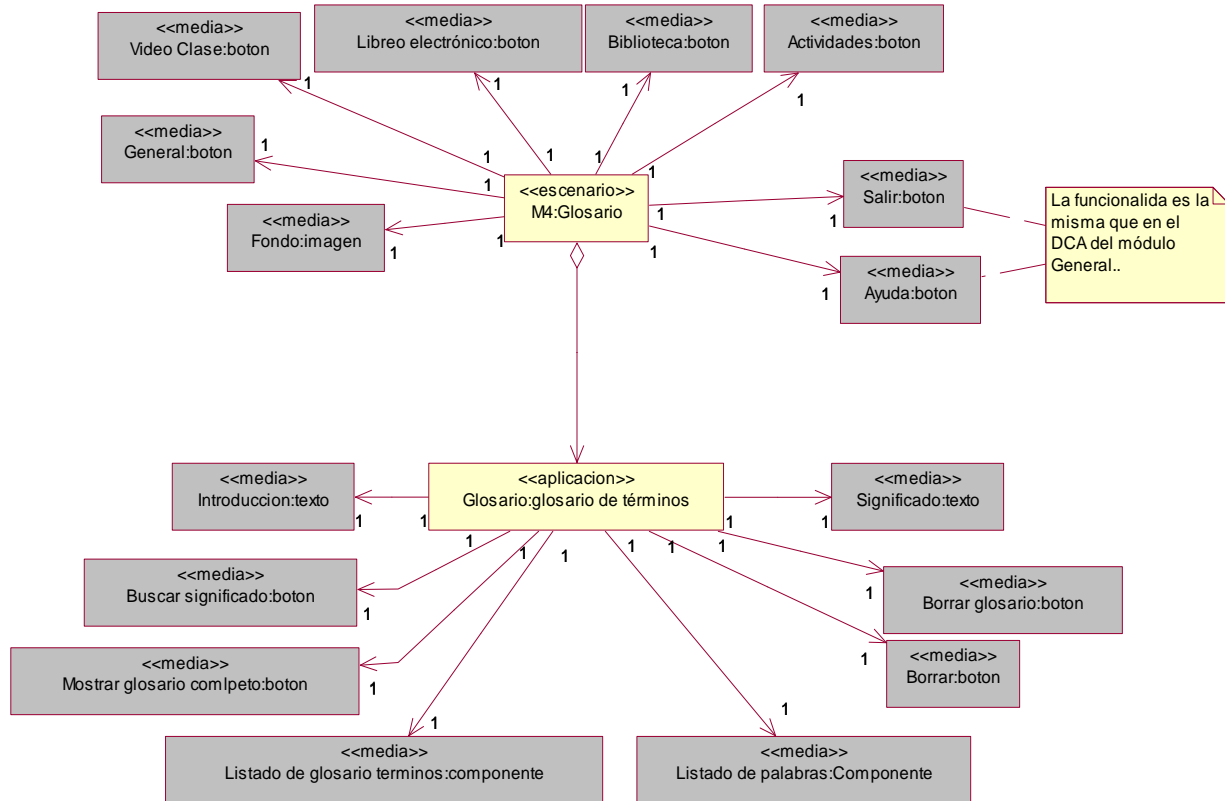 <<media>>
Video Clase:boton
<<media>>
Libreo electrónico:boton
<<media>>
Biblioteca:boton
<<media>>
Actividades:boton
1
1
1
1
<<media>>
General:boton
1
1
1
1
1
1
<<escenario>>
M4:Glosario
<<media>>
Salir:boton
1
1
La funcionalida es la
misma que en el
DCA del módulo
General..
<<media>>
Fondo:imagen
1
1
1
<<media>>
Ayuda:boton
1
<<media>>
Introduccion:texto
1
1
<<aplicacion>>
Glosario:glosario de términos
<<media>>
Significado:texto
1
1
1
1
1
1
1
1
<<media>>
Buscar significado:boton
1
<<media>>
Borrar glosario:boton
1
<<media>>
Mostrar glosario comlpeto:boton
1
<<media>>
Borrar:boton
1
1
1
<<media>>
Listado de glosario terminos:componente
<<media>>
Listado de palabras:Componente